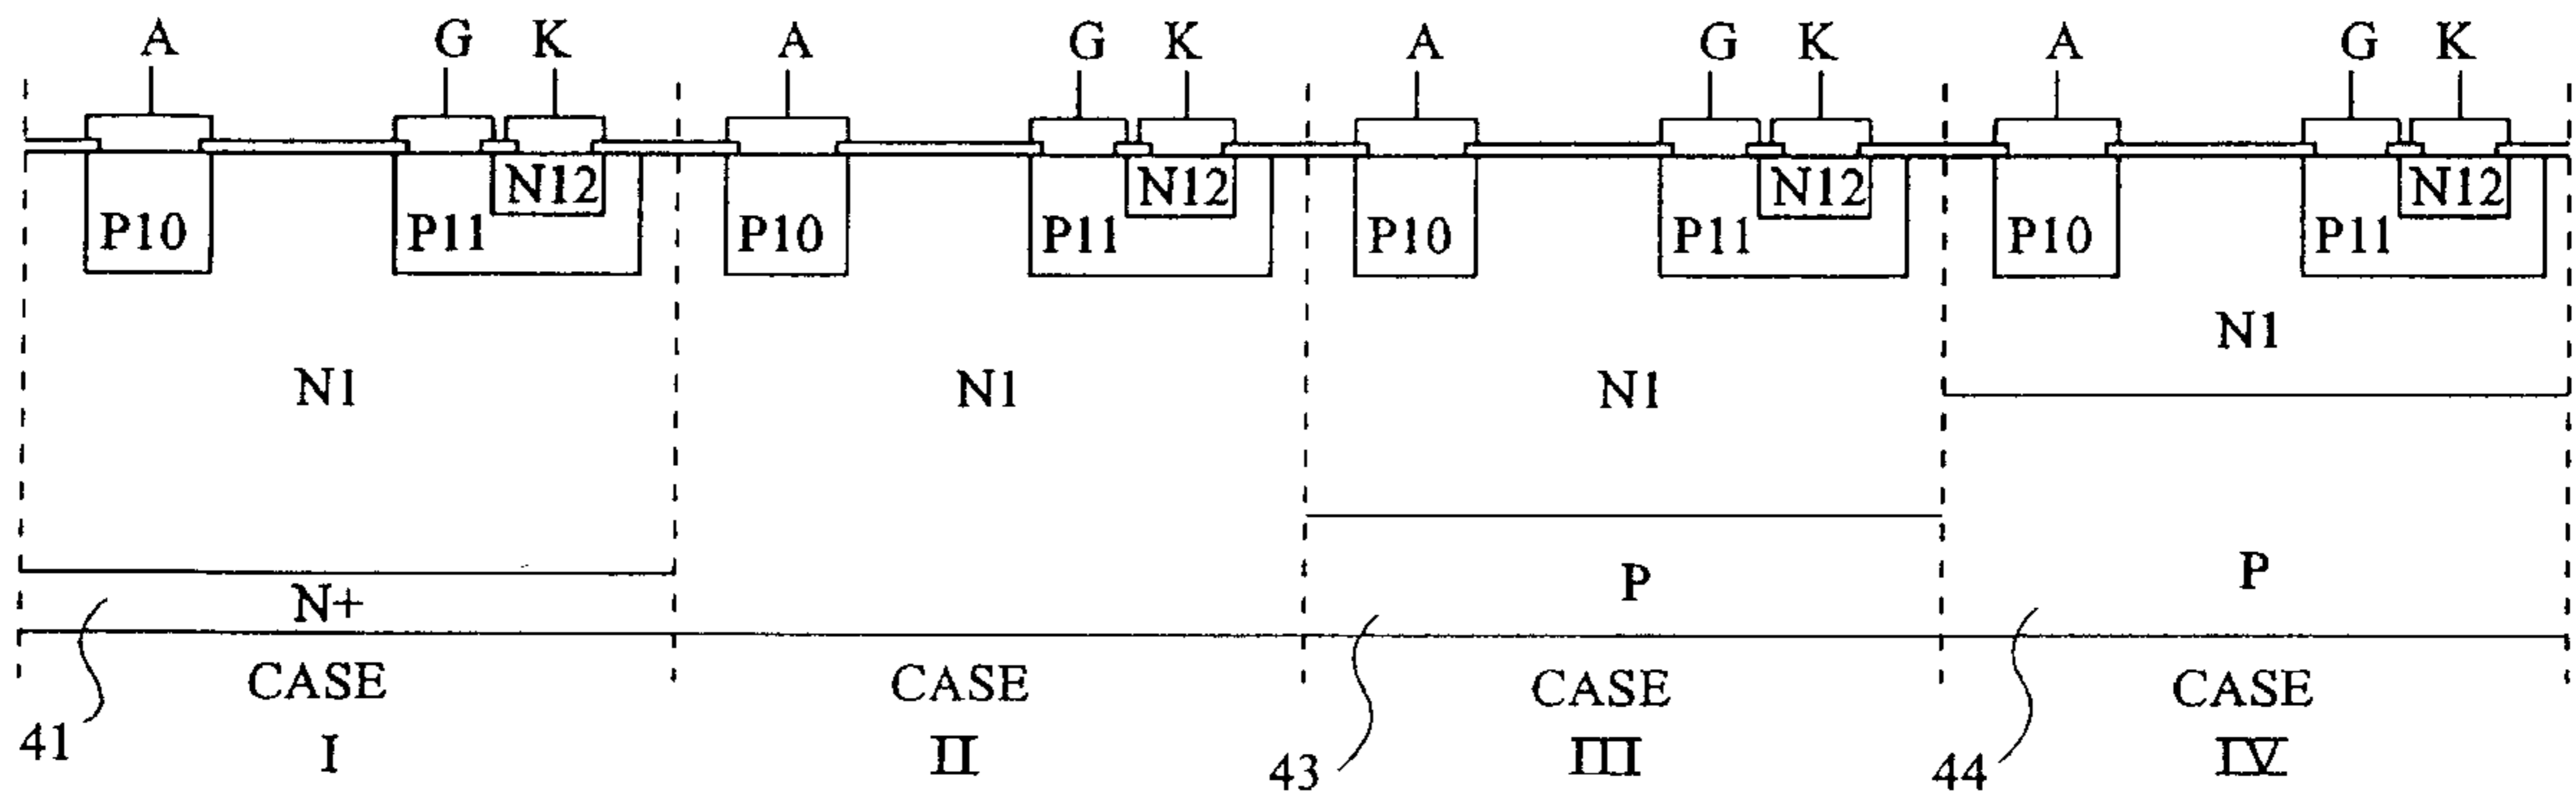 A G K A G K A G K A G K
N12 N12 N12 N12
P10 P11 P10 P11 P10 P11 P10 P11
N1
N1 N1 N1
P P
N+
CASE CASE CASE CASE
41 I II 43 III 44 IV